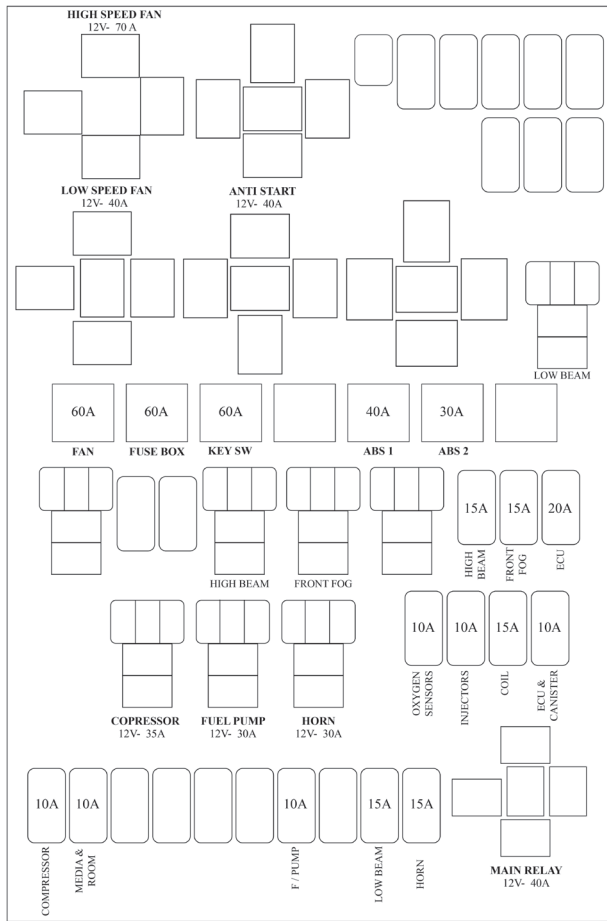 HIGH SPEED FAN
12V- 70 A
LOW SPEED FAN
12V- 40A
ANTI START
12V- 40A
LOW BEAM
60A
60A
60A
40A
30A
FAN
FUSE BOX
KEY SW
ABS 1
ABS 2
15A
15A
20A
HIGH
BEAM
FRONT
FOG
ECU
HIGH BEAM
FRONT FOG
10A
10A
15A
10A
OXYGEN
SENSORS
INJECTORS
COIL
ECU &
CANISTER
COPRESSOR
12V- 35A
FUEL PUMP
12V- 30A
HORN
12V- 30A
10A
10A
10A
15A
15A
COMPRESSOR
MEDIA &
ROOM
F / PUMP
LOW BEAM
HORN
MAIN RELAY
12V- 40A